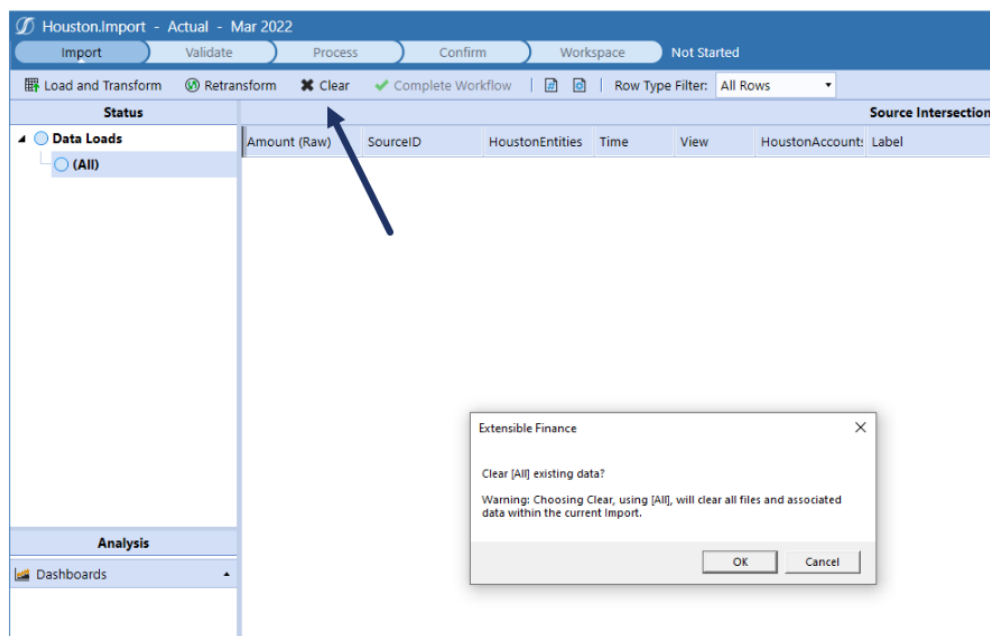 Houston.Import - Actual - Mar 2022
Import Validate Process Confirm Workspace Not Started
Load and Transform Retransform Clear Complete Workflow Row Type Filter: All Rows
Status Source Intersection
Data Loads
Amount (Raw) SourceID HoustonEntities Time View HoustonAccount: Label
(All)
Extensible Finance
Clear [All] existing data?
Warning: Choosing Clear, using [All], will clear all files and associated
data within the current Import.
OK Cancel
Analysis
Dashboards